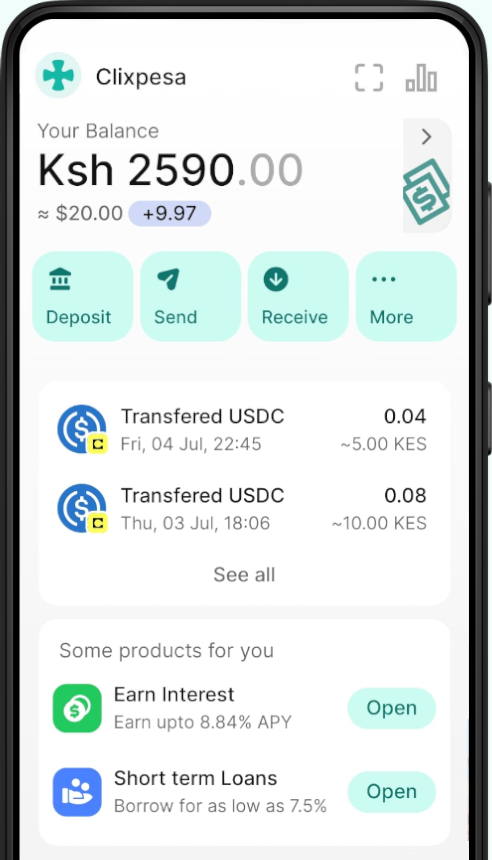 Clixpesa
Your Balance
Ksh 2590.00
≈ $20.00 +9.97
Deposit Send Receive More
Transfered USDC 0.04
Fri, 04 Jul, 22:45 ~5.00 KES
Transfered USDC 0.08
Thu, 03 Jul, 18:06 ~10.00 KES
See all
Some products for you
Earn Interest
Earn upto 8.84% APY
Open
Short term Loans
Borrow for as low as 7.5%
Open